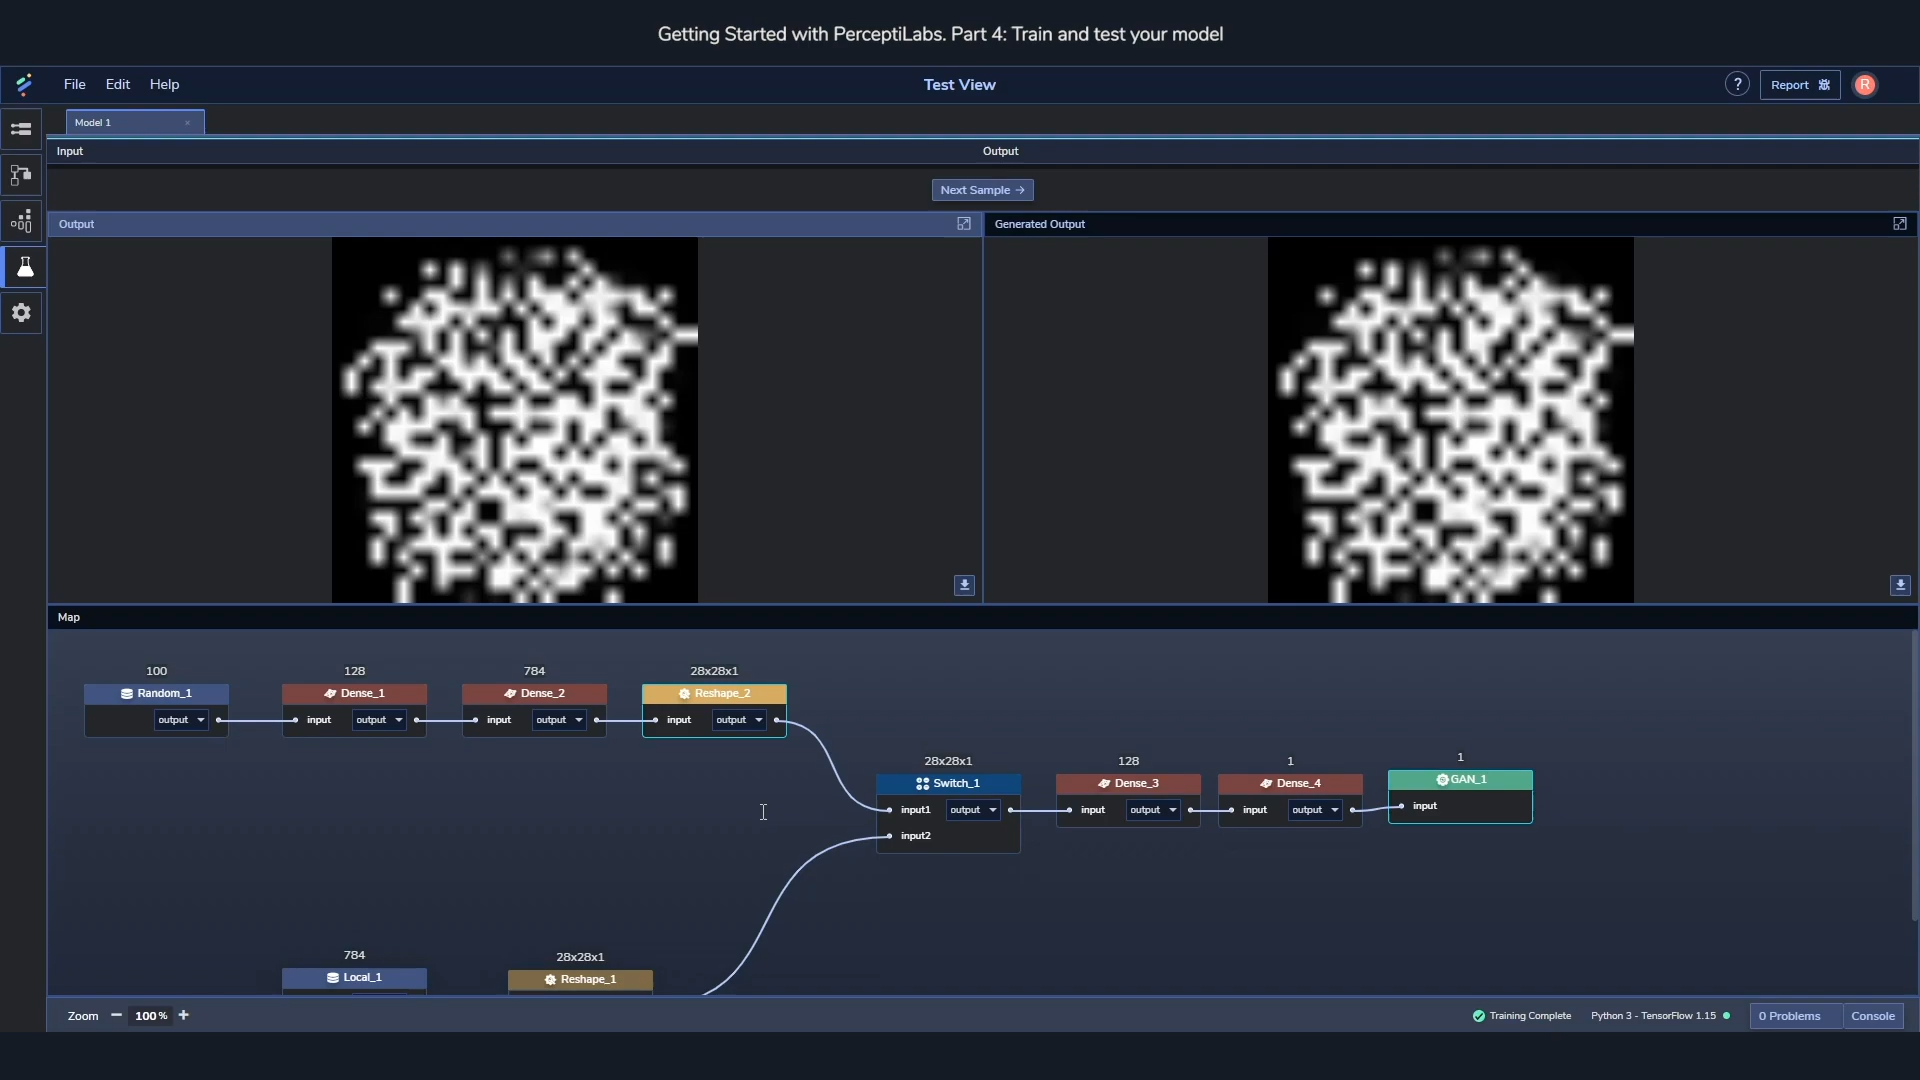 Getting Started with PerceptiLabs. Part 4: Train and test your model
File Edit Help Test View ? Report R
Model 1 ×
Input Output
Next Sample →
Output Generated Output
Map
100 128 784 28x28x1
Random_1 Dense_1 Dense_2 Reshape_2
output input output input output input output
28x28x1 128 1 1
Switch_1 Dense_3 Dense_4 GAN_1
input1 output input output input output input
input2
784 28x28x1
Local_1 Reshape_1
Zoom − 100% + Training Complete Python 3 - TensorFlow 1.15 0 Problems Console